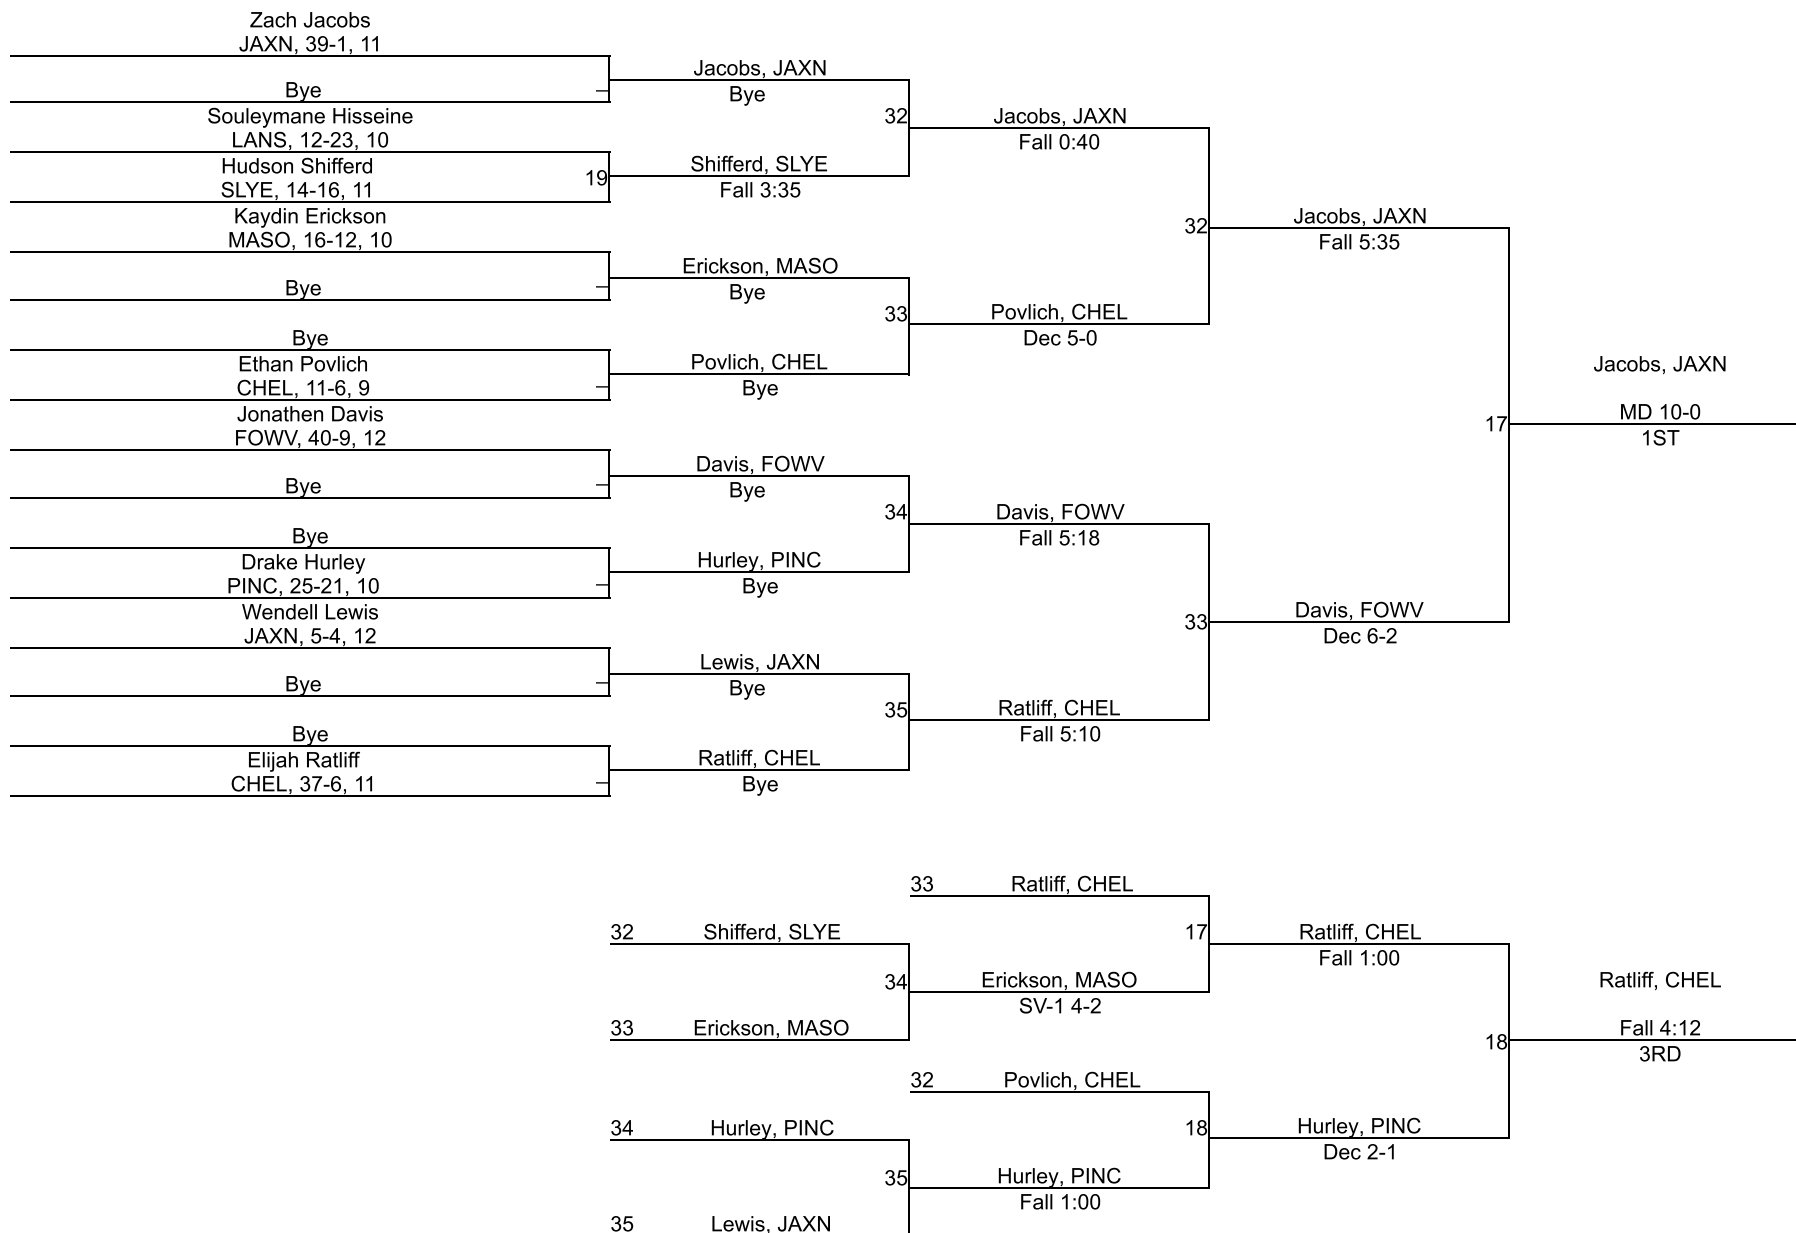 Zach Jacobs
JAXN, 39-1, 11
Bye
Souleymane Hisseine
LANS, 12-23, 10
Hudson Shifferd
SLYE, 14-16, 11
19
Kaydin Erickson
MASO, 16-12, 10
Bye
Bye
Ethan Povlich
CHEL, 11-6, 9
Jonathen Davis
FOWV, 40-9, 12
Bye
Bye
Drake Hurley
PINC, 25-21, 10
Wendell Lewis
JAXN, 5-4, 12
Bye
Bye
Elijah Ratliff
CHEL, 37-6, 11
Jacobs, JAXN
Bye
32
Shifferd, SLYE
Fall 3:35
Erickson, MASO
Bye
33
Povlich, CHEL
Bye
Davis, FOWV
Bye
34
Hurley, PINC
Bye
Lewis, JAXN
Bye
35
Ratliff, CHEL
Bye
Jacobs, JAXN
Fall 0:40
32
Povlich, CHEL
Dec 5-0
Davis, FOWV
Fall 5:18
33
Ratliff, CHEL
Fall 5:10
Jacobs, JAXN
Fall 5:35
17
Davis, FOWV
Dec 6-2
Jacobs, JAXN
MD 10-0
1ST
32 Shifferd, SLYE
34
33 Erickson, MASO
34 Hurley, PINC
35
35 Lewis, JAXN
33 Ratliff, CHEL
17
Erickson, MASO
SV-1 4-2
32 Povlich, CHEL
18
Hurley, PINC
Fall 1:00
Ratliff, CHEL
Fall 1:00
18
Hurley, PINC
Dec 2-1
Ratliff, CHEL
Fall 4:12
3RD